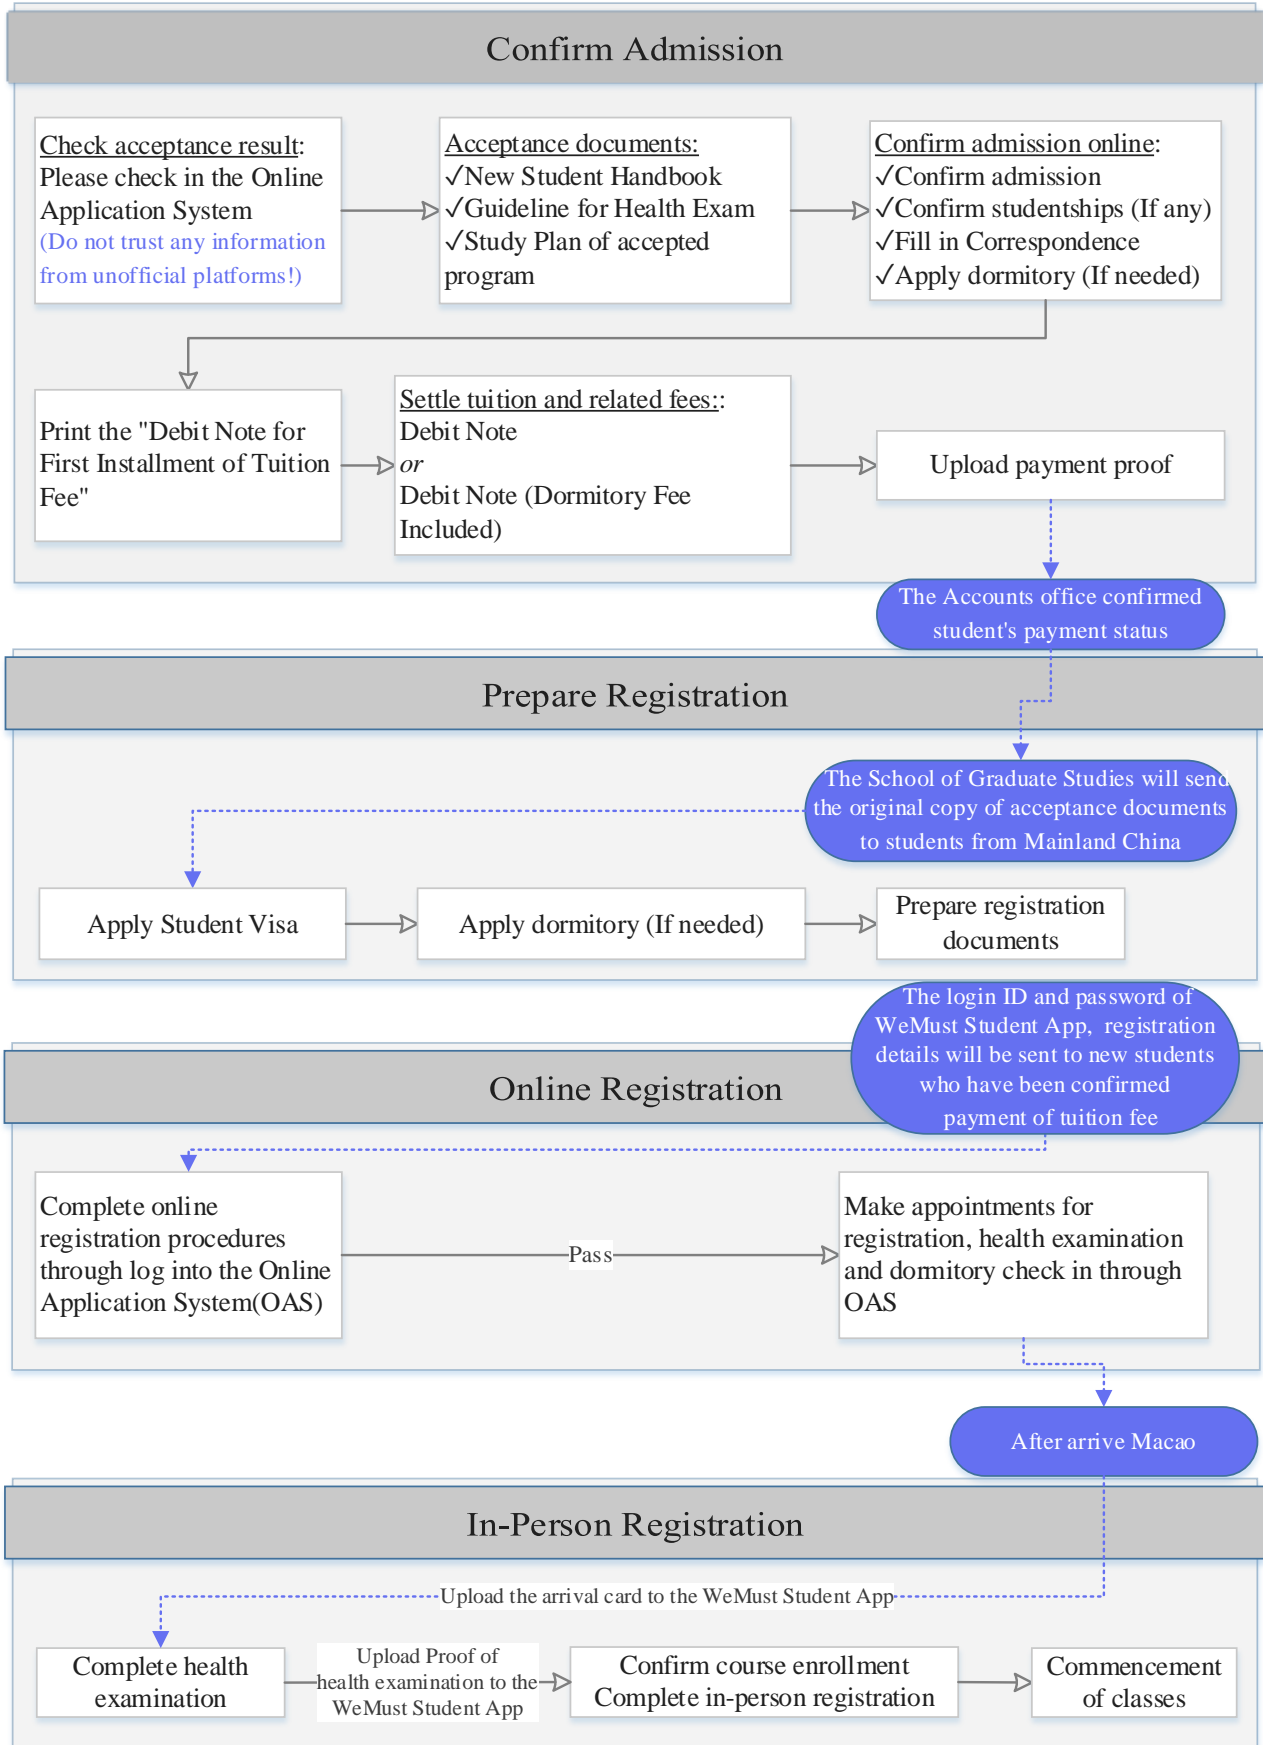 Confirm Admission
Check acceptance result:
Please check in the Online
Application System
(Do not trust any information
from unofficial platforms!)
Acceptance documents:
✓New Student Handbook
✓Guideline for Health Exam
✓Study Plan of accepted
program
Confirm admission online:
✓Confirm admission
✓Confirm studentships (If any)
✓Fill in Correspondence
✓Apply dormitory (If needed)
Print the "Debit Note for
First Installment of Tuition
Fee"
Settle tuition and related fees::
Debit Note
or
Debit Note (Dormitory Fee
Included)
Upload payment proof
The Accounts office confirmed
student's payment status
Prepare Registration
The School of Graduate Studies will send
the original copy of acceptance documents
to students from Mainland China
Apply Student Visa
Apply dormitory (If needed)
Prepare registration
documents
The login ID and password of
WeMust Student App, registration
details will be sent to new students
who have been confirmed
payment of tuition fee
Online Registration
Complete online
registration procedures
through log into the Online
Application System(OAS)
Pass
Make appointments for
registration, health examination
and dormitory check in through
OAS
After arrive Macao
In-Person Registration
Upload the arrival card to the WeMust Student App
Complete health
examination
Upload Proof of
health examination to the
WeMust Student App
Confirm course enrollment
Complete in-person registration
Commencement
of classes